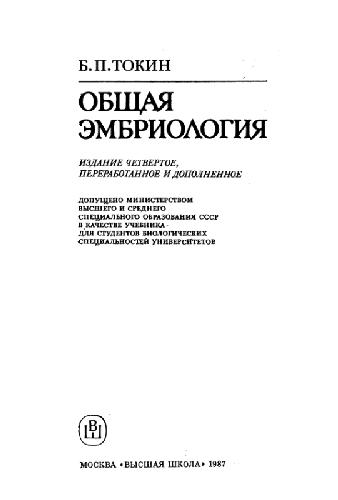 Б.П.ТОКИН
ОБЩАЯ
ЭМБРИОЛОГИЯ
ИЗДАНИЕ ЧЕТВЕРТОЕ,
ПЕРЕРАБОТАННОЕ И ДОПОЛНЕННОЕ
ДОПУЩЕНО МИНИСТЕРСТВОМ
ВЫСШЕГО И СРЕДНЕГО
СПЕЦИАЛЬНОГО ОБРАЗОВАНИЯ СССР
В КАЧЕСТВЕ УЧЕБНИКА
ДЛЯ СТУДЕНТОВ БИОЛОГИЧЕСКИХ
СПЕЦИАЛЬНОСТЕЙ УНИВЕРСИТЕТОВ
ВШ
МОСКВА «ВЫСШАЯ ШКОЛА» 1987